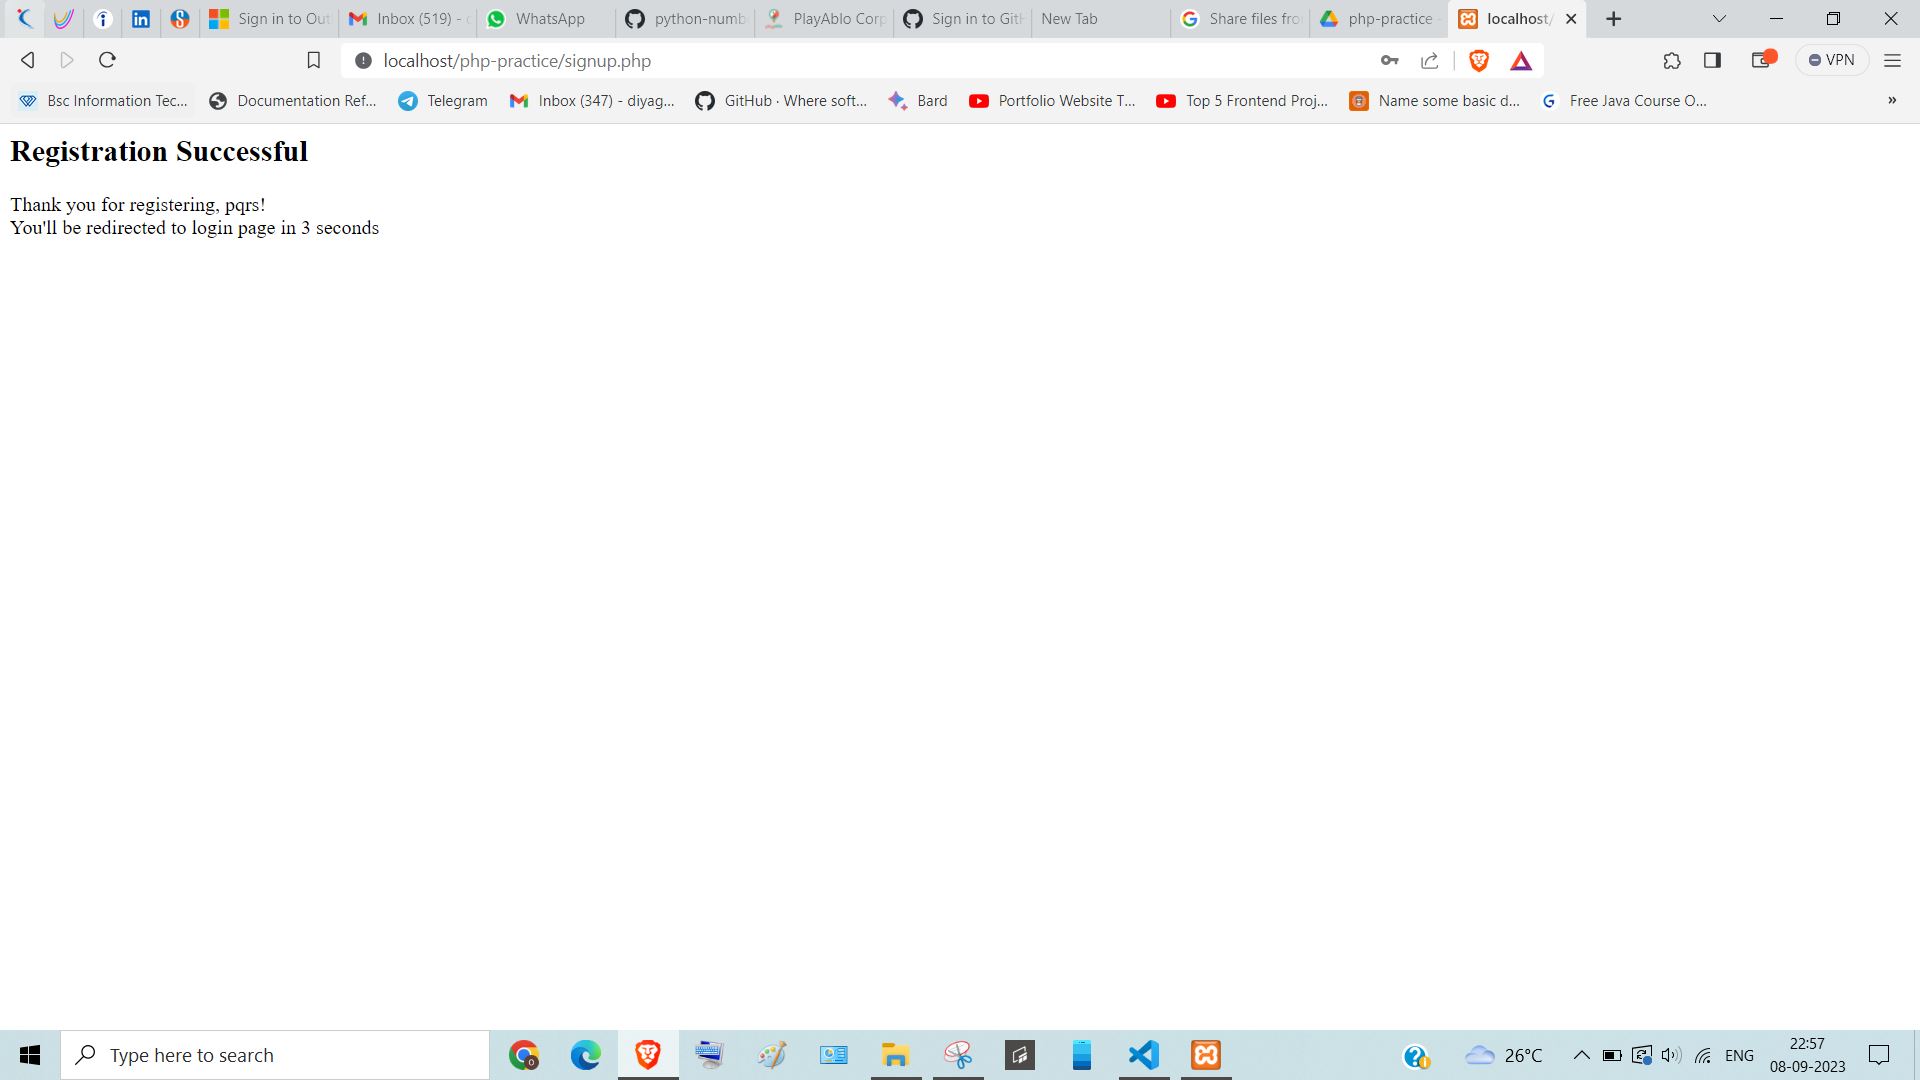 Sign in to Out
Inbox (519) -
WhatsApp
python-numb
PlayAblo Corp
Sign in to GitH
New Tab
Share files fro
php-practice -
localhost/
localhost/php-practice/signup.php
VPN
Bsc Information Tec...
Documentation Ref...
Telegram
Inbox (347) - diyag...
GitHub · Where soft...
Bard
Portfolio Website T...
Top 5 Frontend Proj...
Name some basic d...
Free Java Course O...
»
Registration Successful
Thank you for registering, pqrs!
You'll be redirected to login page in 3 seconds
Type here to search
26°C
ENG
22:57
08-09-2023